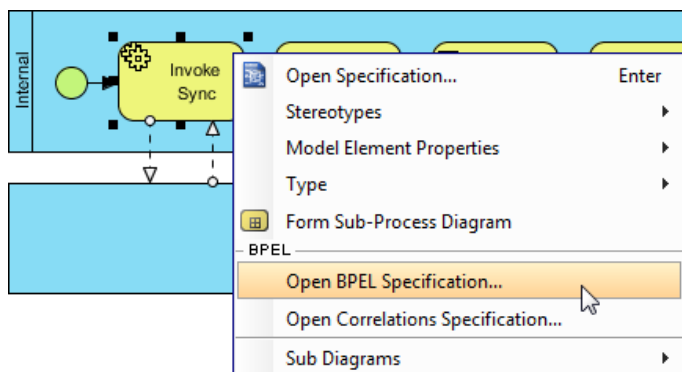 Internal
Invoke
Sync
Open Specification... Enter
Stereotypes
Model Element Properties
Type
Form Sub-Process Diagram
BPEL
Open BPEL Specification...
Open Correlations Specification...
Sub Diagrams